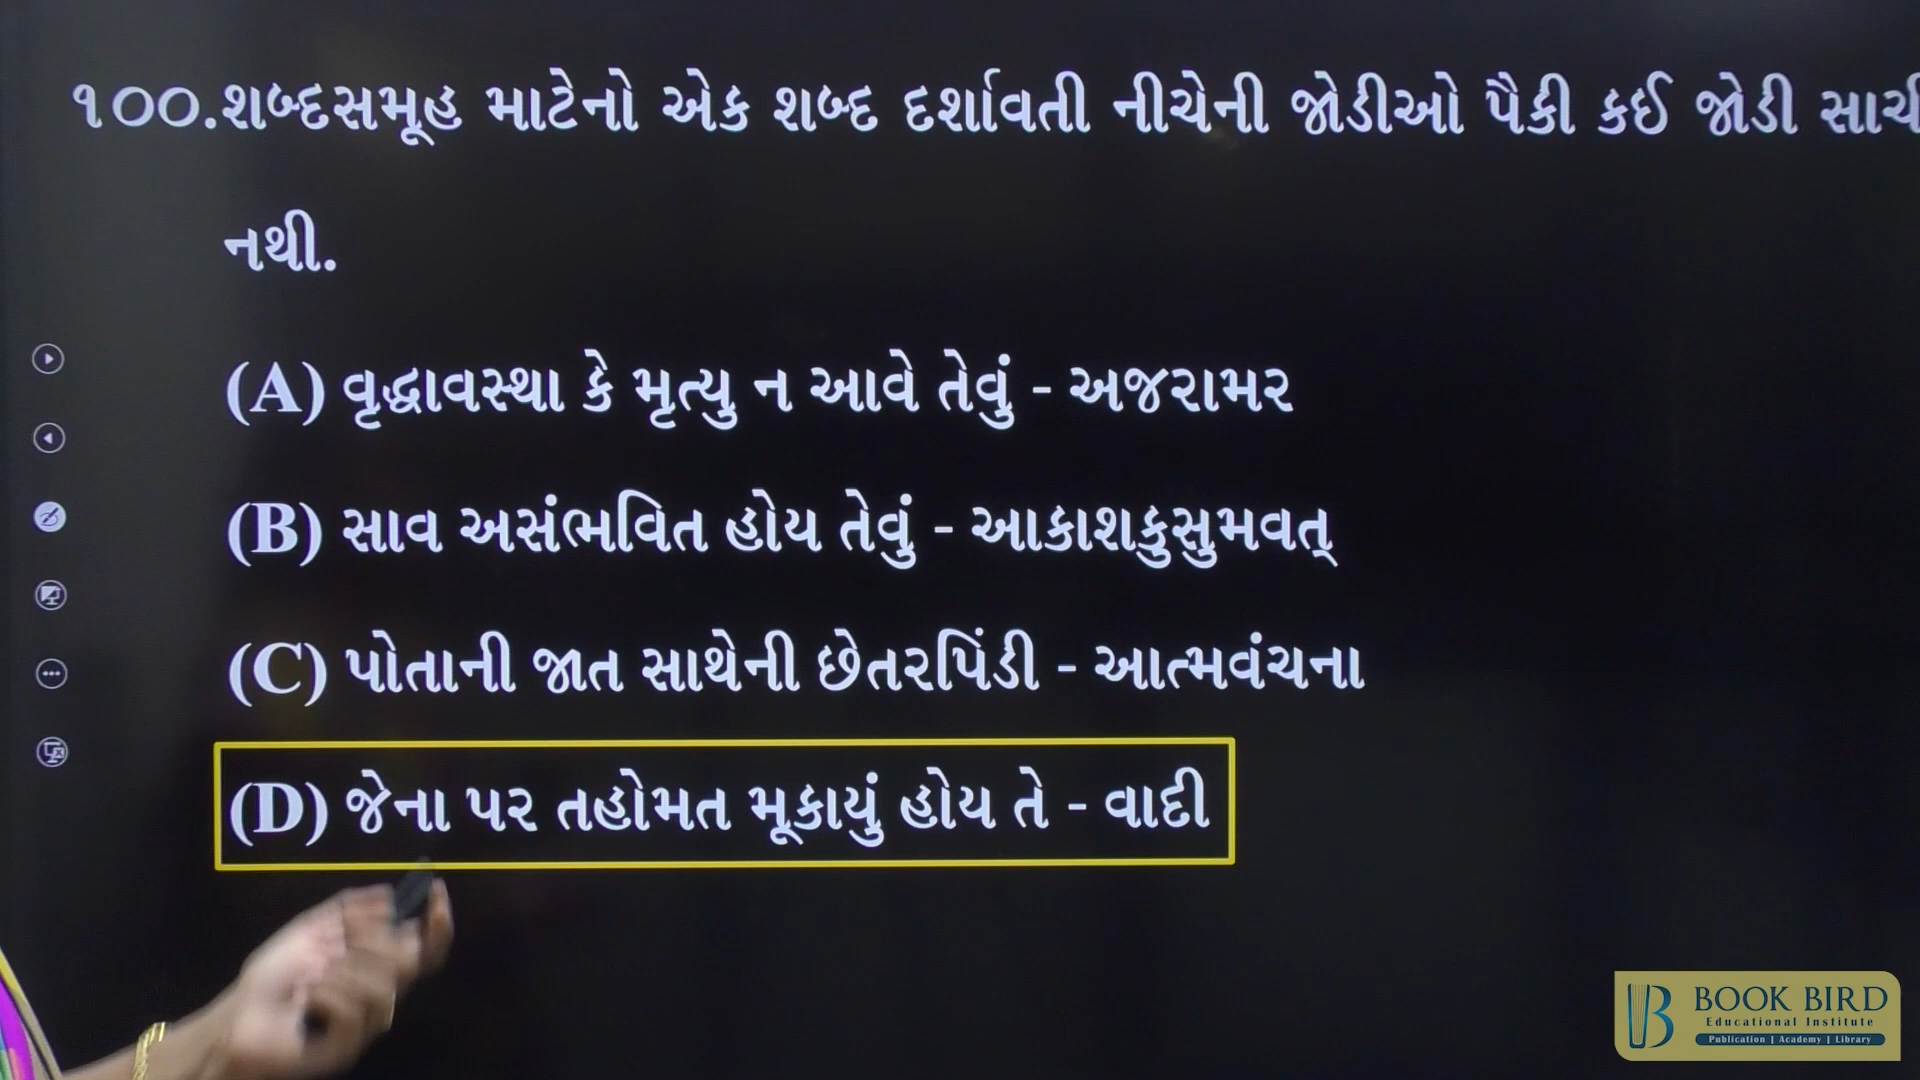 ૧૦૦.શબ્દસમૂહ માટેનો એક શબ્દ દર્શાવતી નીચેની જોડીઓ પૈકી કઈ જોડી સાચી
નથી.
(A) વૃદ્ધાવસ્થા કે મૃત્યુ ન આવે તેવું - અજરામર
(B) સાવ અસંભવિત હોય તેવું - આકાશકુસુમવત્
(C) પોતાની જાત સાથેની છેતરપિંડી - આત્મવંચના
(D) જેના પર તહોમત મૂકાયું હોય તે - વાદી
BOOK BIRD
Educational Institute
Publication | Academy | Library